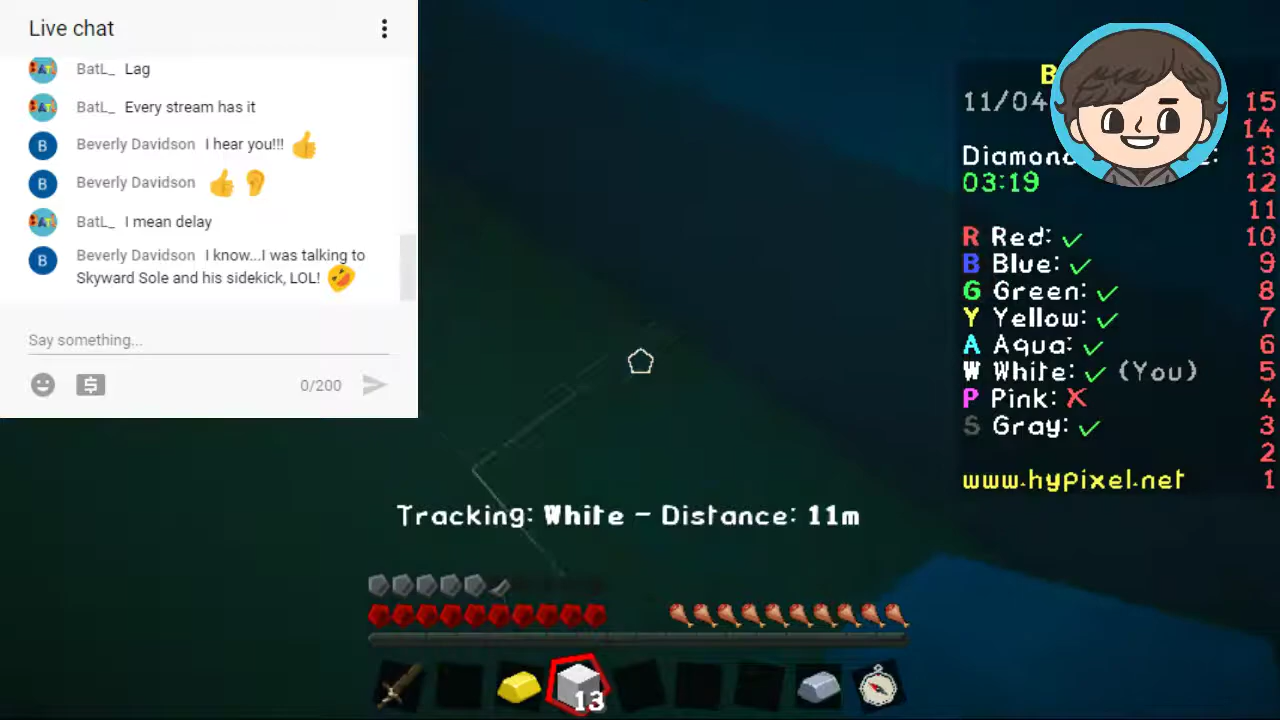 Live chat
BatL_ Lag
BatL_ Every stream has it
Beverly Davidson I hear you!!!
Beverly Davidson
BatL_ I mean delay
Beverly Davidson I know...I was talking to
Skyward Sole and his sidekick, LOL!
Say something...
0/200
B
B
B
B
15
11/04
14
Diamond
: 13
03:19 12
11
R Red: ✓ 10
B Blue: ✓ 9
G Green: ✓ 8
Y Yellow: ✓ 7
A Aqua: ✓ 6
W White: ✓ (You) 5
P Pink: ✗ 4
S Gray: ✓ 3
2
www.hypixel.net 1
Tracking: White - Distance: 11m
13